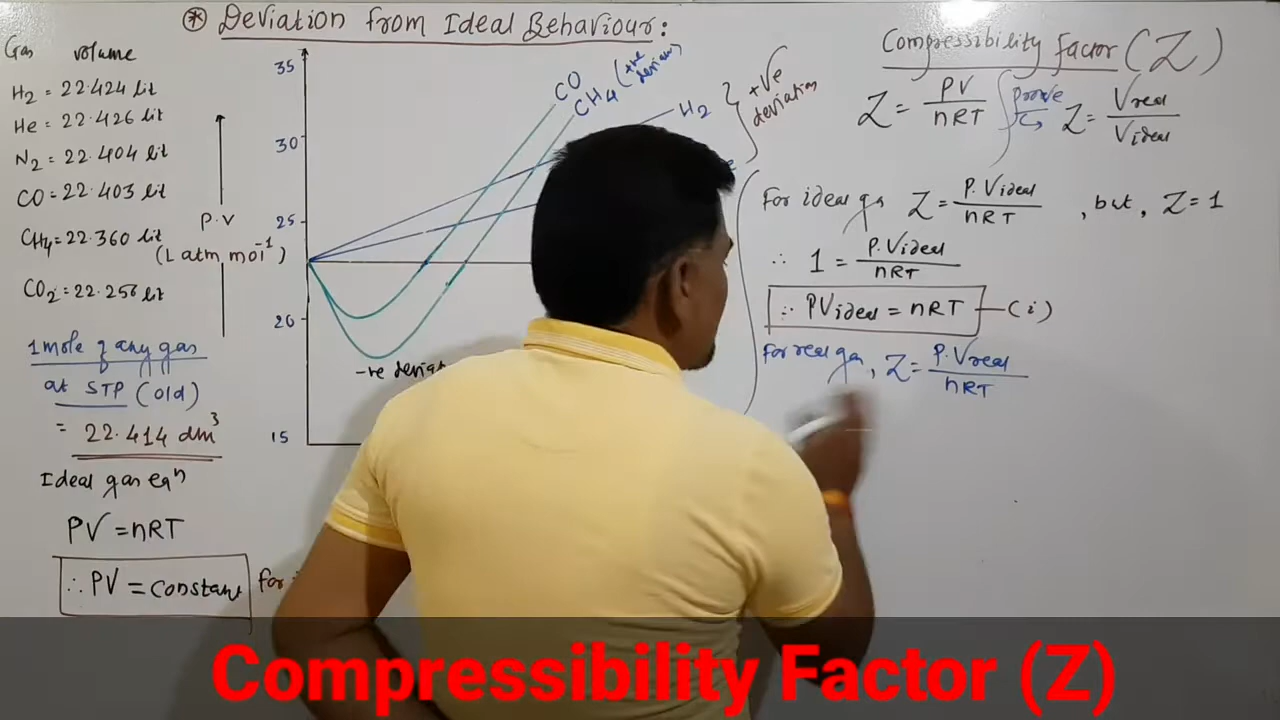 * Deviation from Ideal Behaviour:
Gas volume
H2 = 22.424 lit
He = 22.426 lit
N2 = 22.404 lit
CO = 22.403 lit
CH4 = 22.360 lit
CO2 = 22.256 lit
1 mole of any gas
at STP (old)
= 22.414 dm³
Ideal gas eqⁿ
PV = nRT
∴ PV = constant
P.V
(L atm mol⁻¹)
35
30
25
20
15
CO
CH4 (+ve deviatn)
H2
+ve
deviation
-ve
Compressibility factor (Z)
Z = PV/nRT prove Z = Vreal/Videal
For ideal gas Z = P.Videal/nRT , but, Z = 1
∴ 1 = P.Videal/nRT
∴ PVideal = nRT —(i)
For real gas, Z = P.Vreal/nRT
Compressibility Factor (Z)